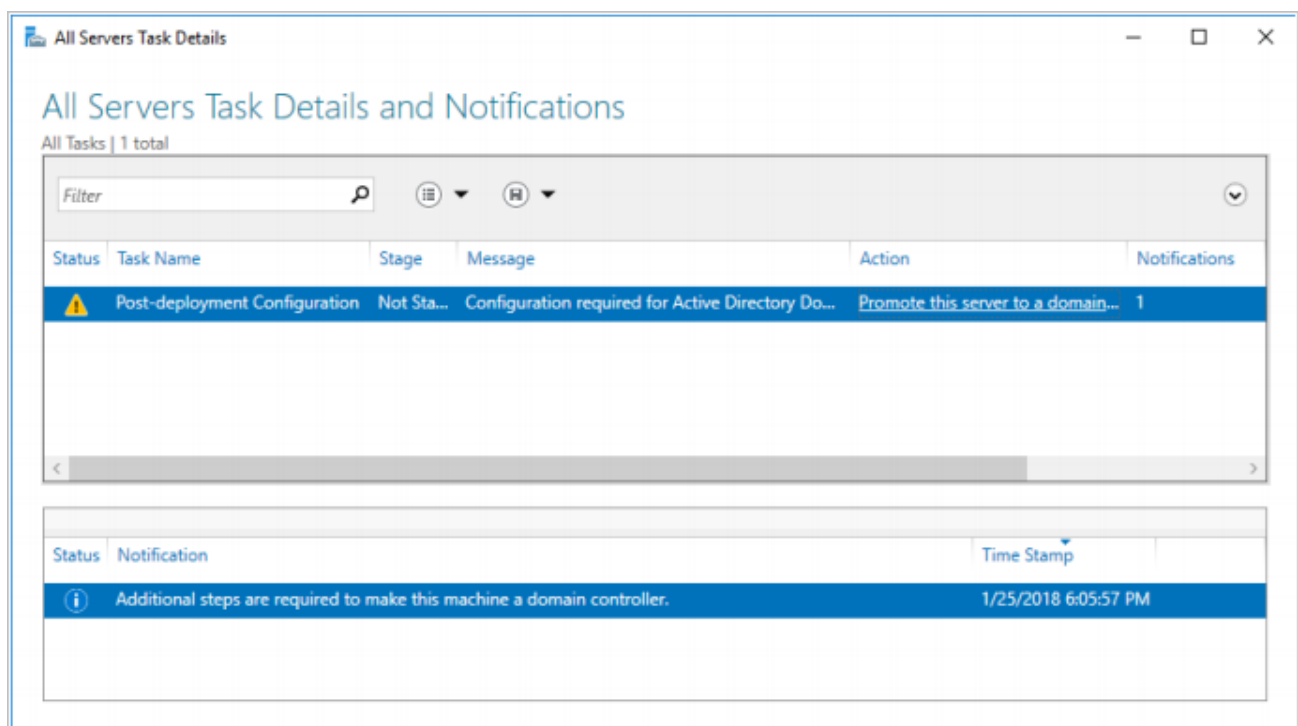 All Servers Task Details
All Servers Task Details and Notifications
All Tasks | 1 total
Filter
Status Task Name Stage Message Action Notifications
Post-deployment Configuration Not Sta... Configuration required for Active Directory Do... Promote this server to a domain... 1
Status Notification Time Stamp
Additional steps are required to make this machine a domain controller. 1/25/2018 6:05:57 PM